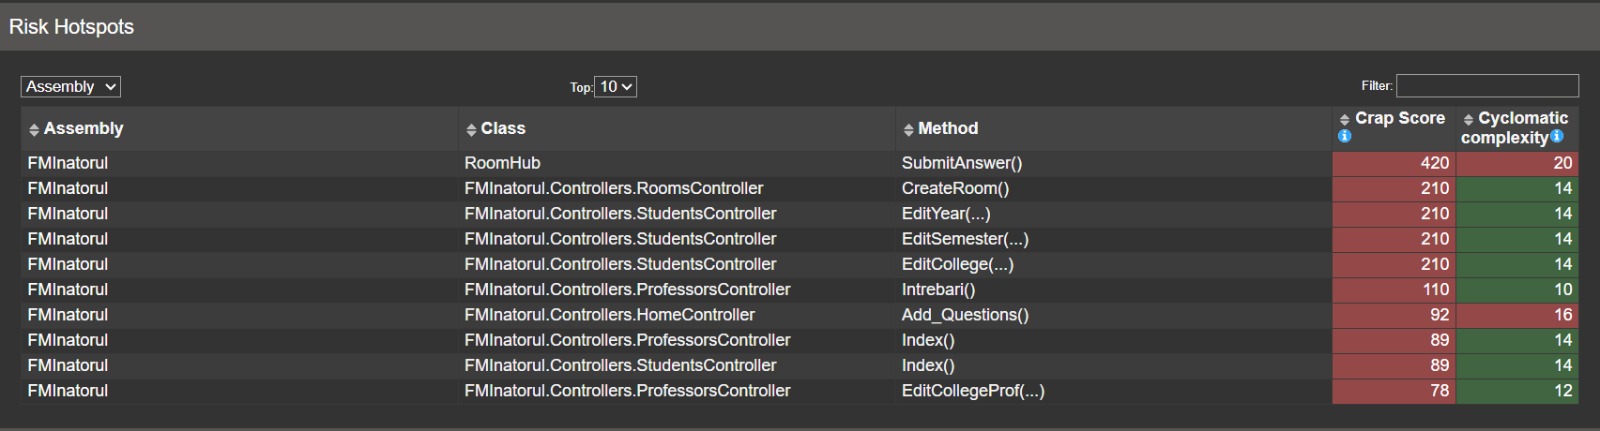 Risk Hotspots
Assembly Top: 10 Filter:
Assembly Class Method Crap Score Cyclomatic complexity
FMInatorul RoomHub SubmitAnswer() 420 20
FMInatorul FMInatorul.Controllers.RoomsController CreateRoom() 210 14
FMInatorul FMInatorul.Controllers.StudentsController EditYear(...) 210 14
FMInatorul FMInatorul.Controllers.StudentsController EditSemester(...) 210 14
FMInatorul FMInatorul.Controllers.StudentsController EditCollege(...) 210 14
FMInatorul FMInatorul.Controllers.ProfessorsController Intrebari() 110 10
FMInatorul FMInatorul.Controllers.HomeController Add_Questions() 92 16
FMInatorul FMInatorul.Controllers.ProfessorsController Index() 89 14
FMInatorul FMInatorul.Controllers.StudentsController Index() 89 14
FMInatorul FMInatorul.Controllers.ProfessorsController EditCollegeProf(...) 78 12